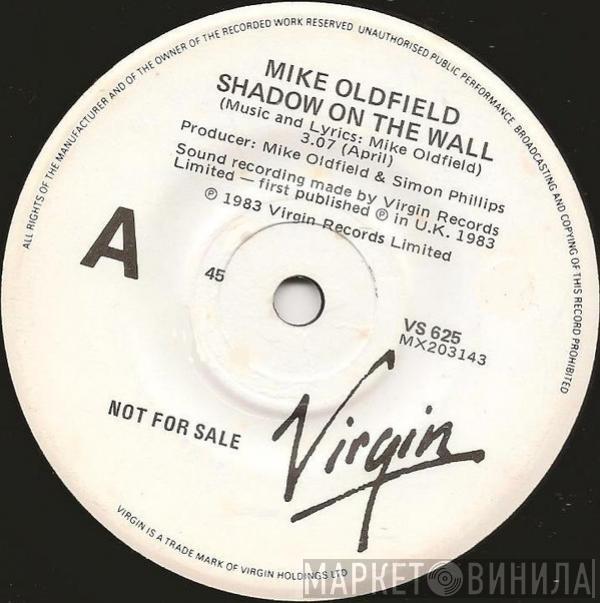 ALL RIGHTS OF THE MANUFACTURER AND OF THE OWNER OF THE RECORDED WORK RESERVED UNAUTHORISED PUBLIC PERFORMANCE BROADCASTING AND COPYING OF THIS RECORD PROHIBITED
MIKE OLDFIELD
SHADOW ON THE WALL
(Music and Lyrics: Mike Oldfield)
3.07 (April)
Producer: Mike Oldfield & Simon Phillips
Sound recording made by Virgin Records
Limited — first published ℗ in U.K. 1983
℗ 1983 Virgin Records Limited
A
45
VS 625
MX203143
NOT FOR SALE
Virgin
VIRGIN IS A TRADE MARK OF VIRGIN HOLDINGS LTD
МАРКЕТ ВИНИЛА